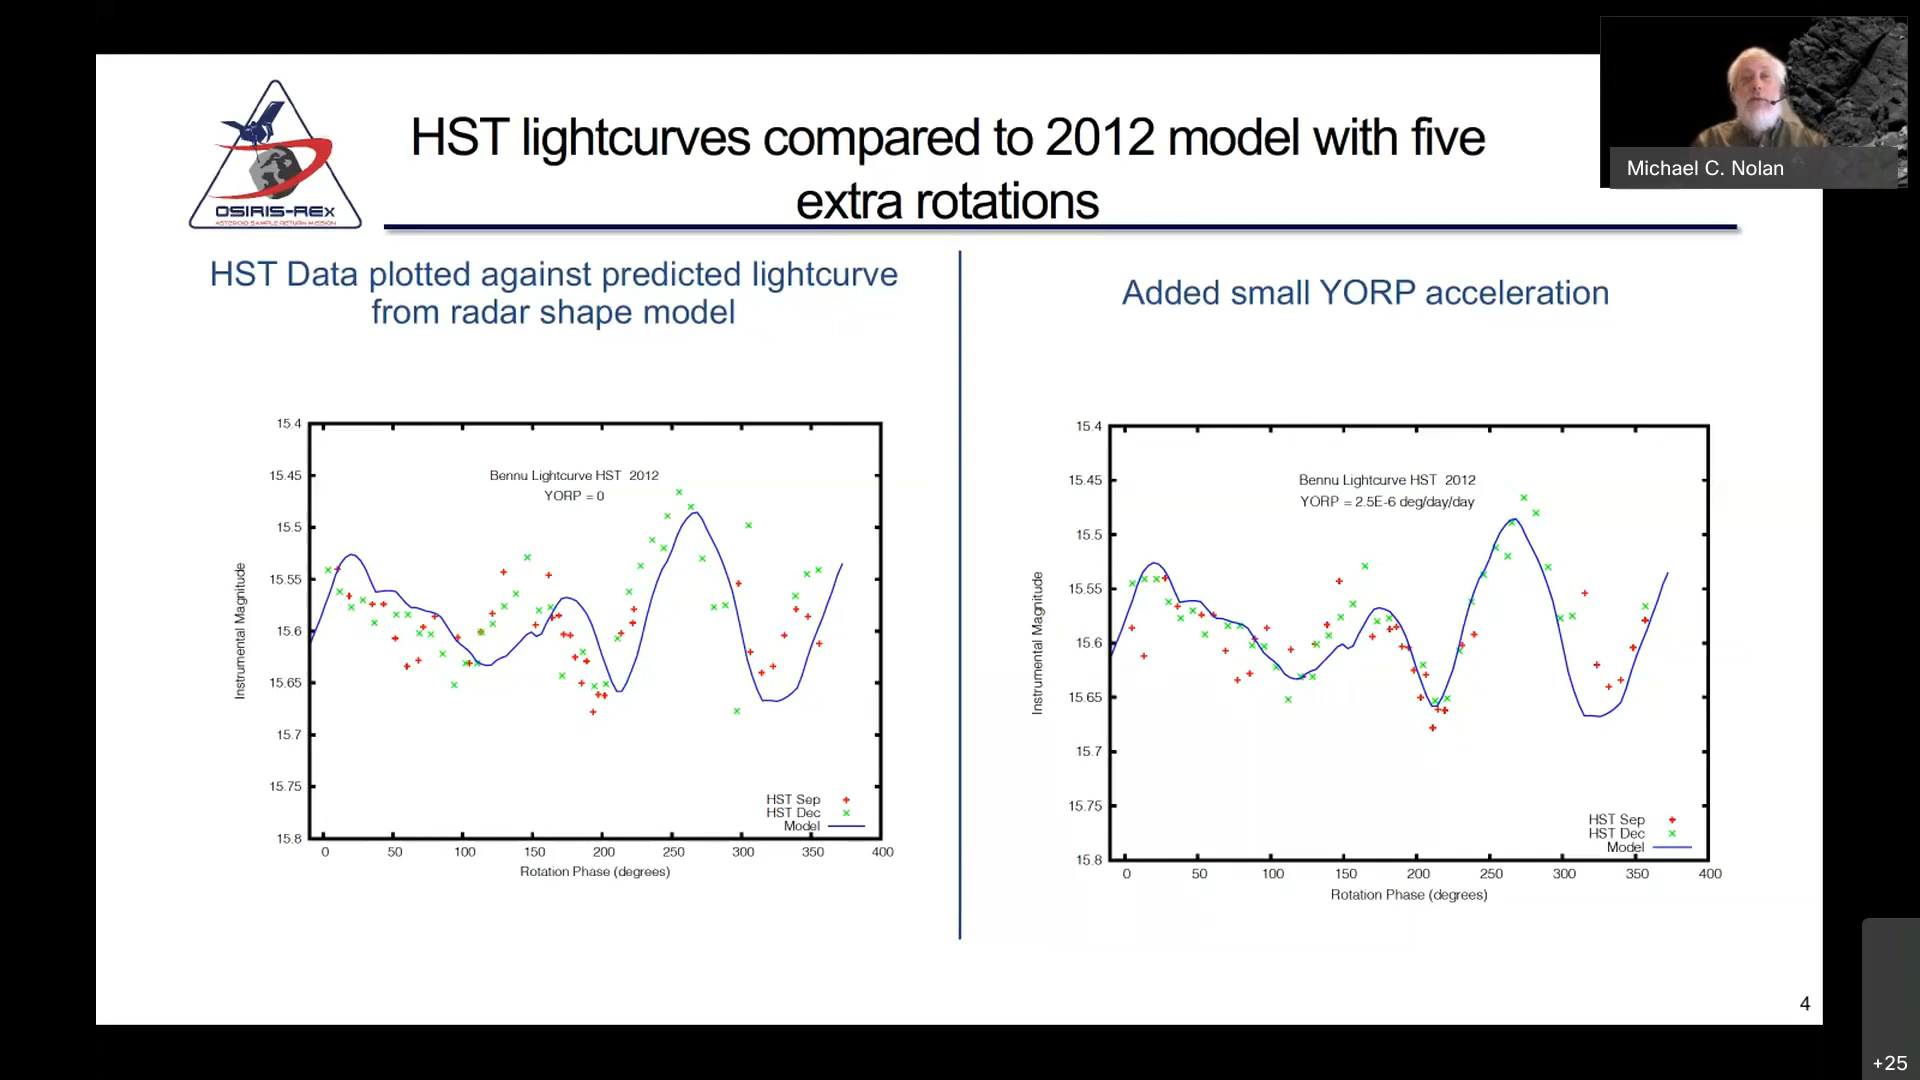 Michael C. Nolan
OSIRIS-REx
ASTEROID SAMPLE RETURN MISSION
HST lightcurves compared to 2012 model with five
extra rotations
HST Data plotted against predicted lightcurve
from radar shape model
15.4
15.45
15.5
15.55
15.6
15.65
15.7
15.75
15.8
Instrumental Magnitude
Bennu Lightcurve HST 2012
YORP = 0
HST Sep
HST Dec
Model
0 50 100 150 200 250 300 350 400
Rotation Phase (degrees)
Added small YORP acceleration
15.4
15.45
15.5
15.55
15.6
15.65
15.7
15.75
15.8
Instrumental Magnitude
Bennu Lightcurve HST 2012
YORP = 2.5E-6 deg/day/day
HST Sep
HST Dec
Model
0 50 100 150 200 250 300 350 400
Rotation Phase (degrees)
4
+25